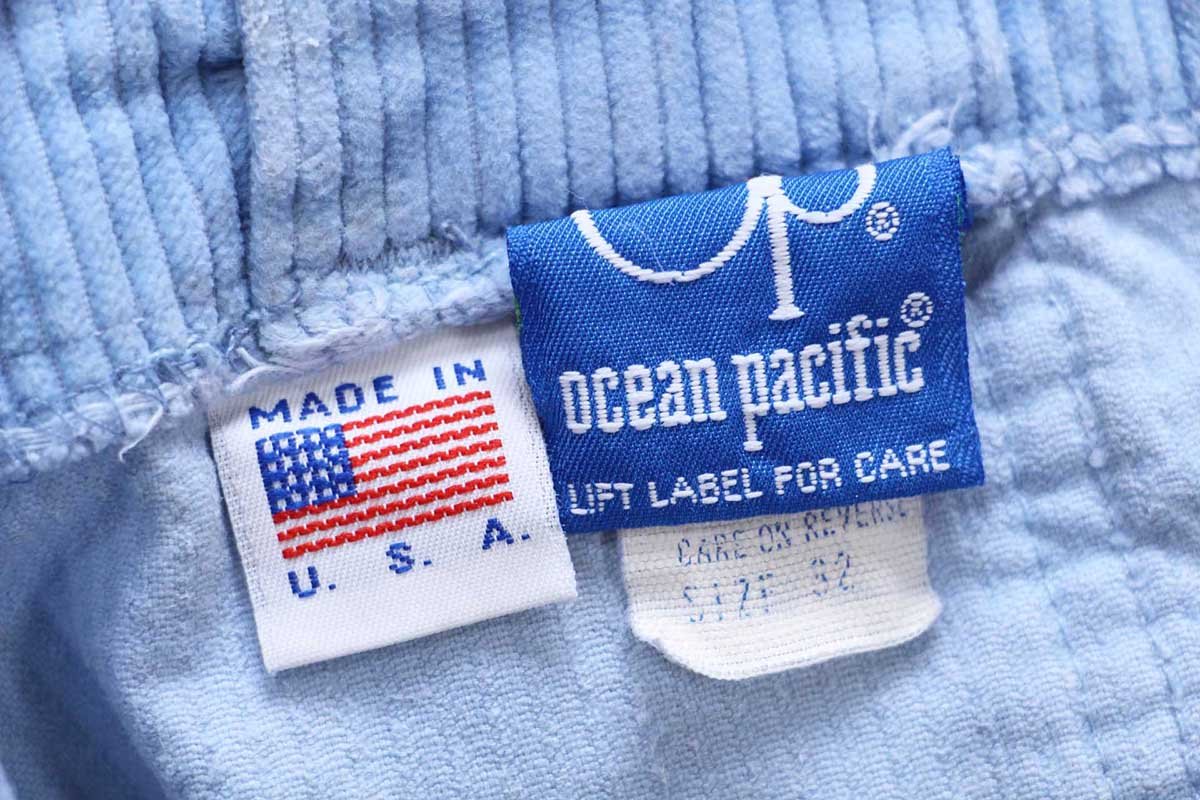 MADE IN
U. S. A.
®
ocean pacific®
LIFT LABEL FOR CARE
CARE ON REVERSE
SIZE 32